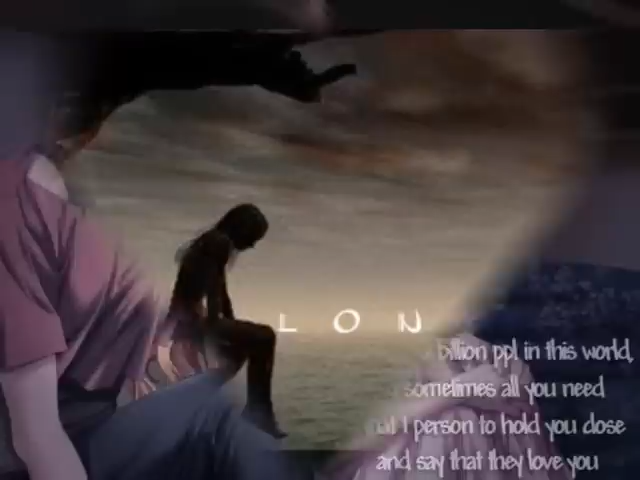 L O N
billion ppl in this world,
sometimes all you need
1 person to hold you close
and say that they love you